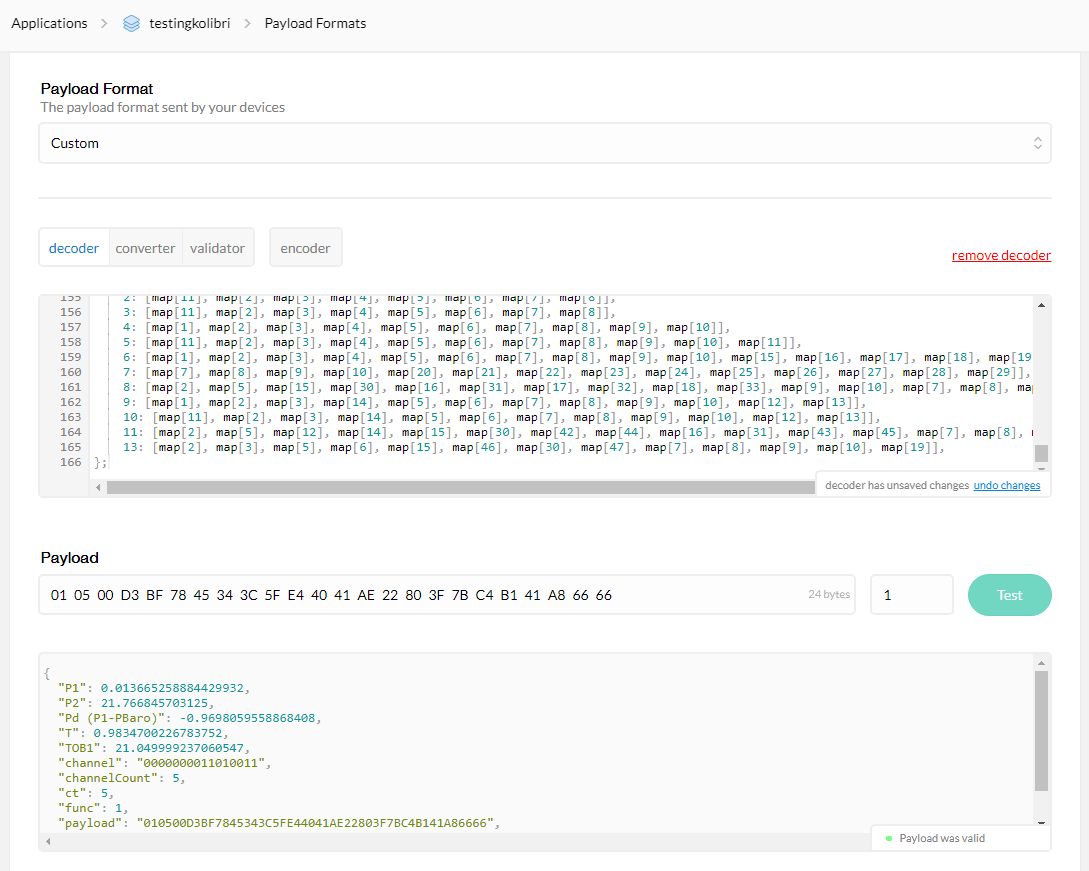 Applications > testingkolibri > Payload Formats
Payload Format
The payload format sent by your devices
Custom
decoder converter validator encoder
remove decoder
155 2: [map[11], map[2], map[3], map[4], map[5], map[6], map[7], map[8]],
156 3: [map[11], map[2], map[3], map[4], map[5], map[6], map[7], map[8]],
157 4: [map[1], map[2], map[3], map[4], map[5], map[6], map[7], map[8], map[9], map[10]],
158 5: [map[11], map[2], map[3], map[4], map[5], map[6], map[7], map[8], map[9], map[10], map[11]],
159 6: [map[1], map[2], map[3], map[4], map[5], map[6], map[7], map[8], map[9], map[10], map[15], map[16], map[17], map[18], map[19
160 7: [map[7], map[8], map[9], map[10], map[20], map[21], map[22], map[23], map[24], map[25], map[26], map[27], map[28], map[29]],
161 8: [map[2], map[5], map[15], map[30], map[16], map[31], map[17], map[32], map[18], map[33], map[9], map[10], map[7], map[8], ma
162 9: [map[1], map[2], map[3], map[14], map[5], map[6], map[7], map[8], map[9], map[10], map[12], map[13]],
163 10: [map[11], map[2], map[3], map[14], map[5], map[6], map[7], map[8], map[9], map[10], map[12], map[13]],
164 11: [map[2], map[5], map[12], map[14], map[15], map[30], map[42], map[44], map[16], map[31], map[43], map[45], map[7], map[8],
165 13: [map[2], map[3], map[5], map[6], map[15], map[46], map[30], map[47], map[7], map[8], map[9], map[10], map[19]],
166 };
decoder has unsaved changes undo changes
Payload
01 05 00 D3 BF 78 45 34 3C 5F E4 40 41 AE 22 80 3F 7B C4 B1 41 A8 66 66 24 bytes 1 Test
{
"P1": 0.013665258884429932,
"P2": 21.766845703125,
"Pd (P1-PBaro)": -0.9698059558868408,
"T": 0.9834700226783752,
"TOB1": 21.049999237060547,
"channel": "0000000011010011",
"channelCount": 5,
"ct": 5,
"func": 1,
"payload": "010500D3BF7845343C5FE44041AE22803F7BC4B141A86666",
Payload was valid